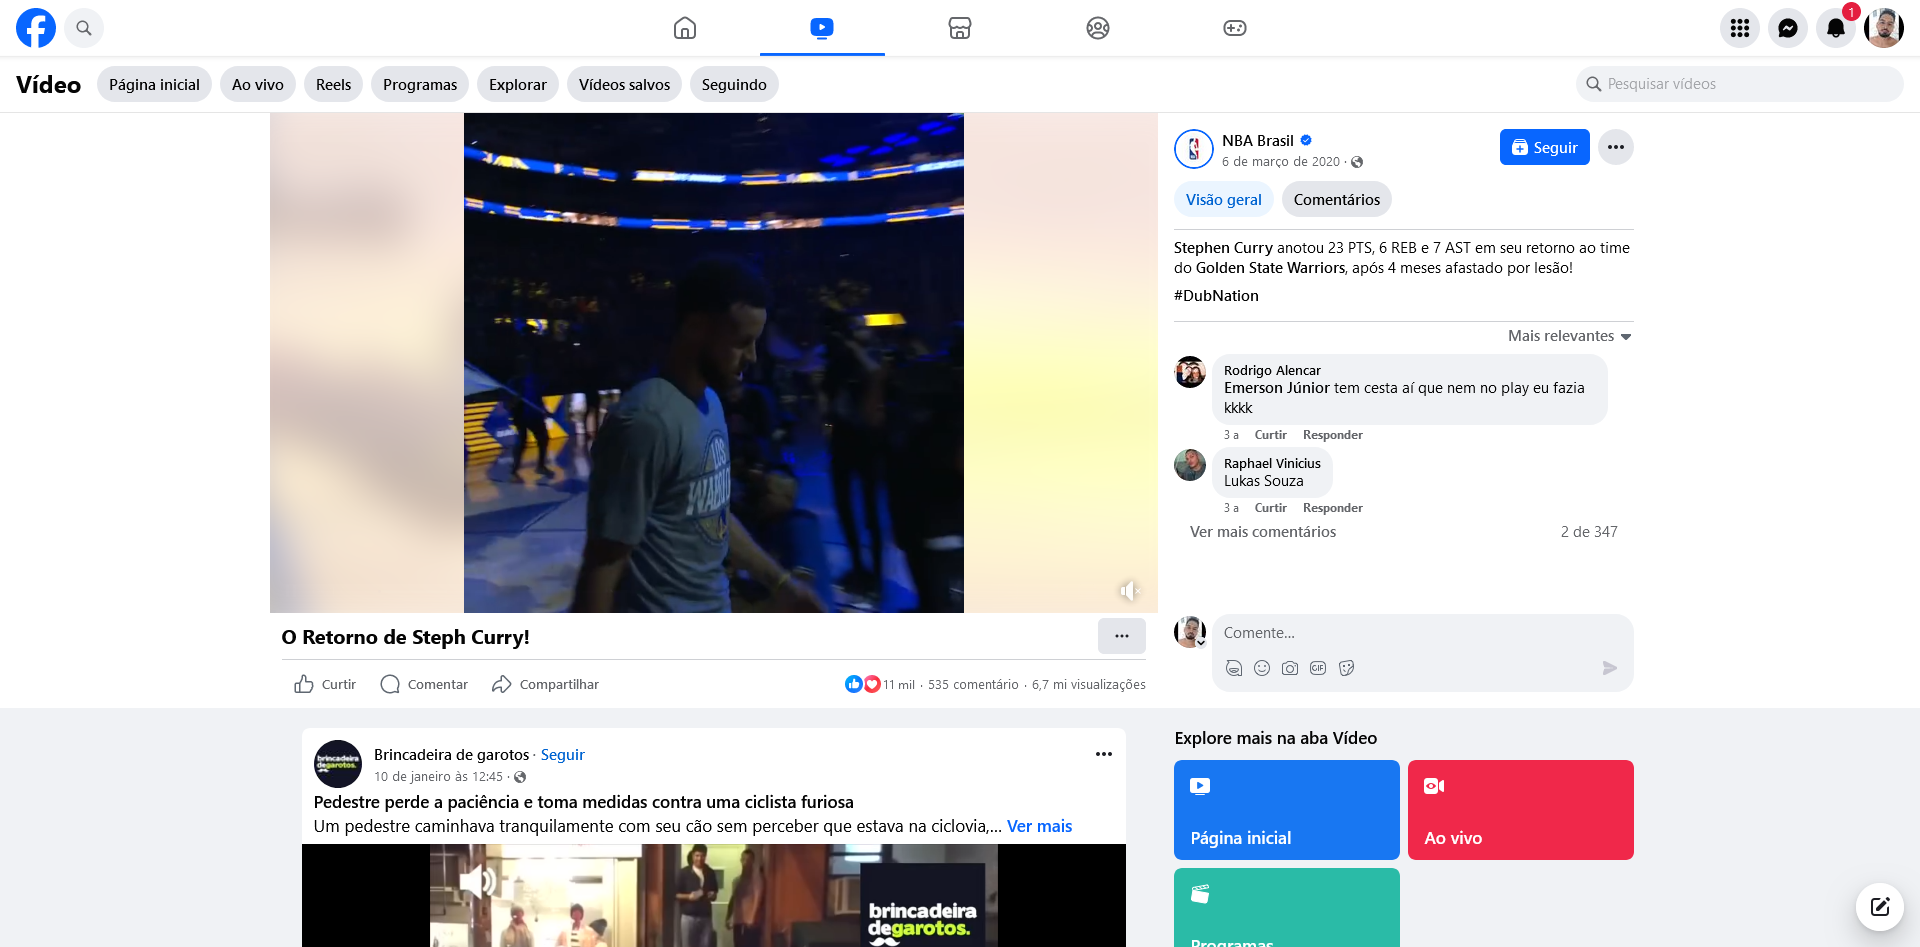 1
Vídeo
Página inicial
Ao vivo
Reels
Programas
Explorar
Vídeos salvos
Seguindo
Pesquisar vídeos
LOS
NBA Brasil
6 de março de 2020 ·
Seguir
Visão geral
Comentários
Stephen Curry anotou 23 PTS, 6 REB e 7 AST em seu retorno ao time
do Golden State Warriors, após 4 meses afastado por lesão!
#DubNation
Mais relevantes
Rodrigo Alencar
Emerson Júnior tem cesta aí que nem no play eu fazia
kkkk
3 a Curtir Responder
Raphael Vinicius
Lukas Souza
3 a Curtir Responder
Ver mais comentários
2 de 347
Comente...
GIF
O Retorno de Steph Curry!
Curtir
Comentar
Compartilhar
11 mil · 535 comentário · 6,7 mi visualizações
brincadeira
degarotos.
Brincadeira de garotos · Seguir
10 de janeiro às 12:45 ·
Pedestre perde a paciência e toma medidas contra uma ciclista furiosa
Um pedestre caminhava tranquilamente com seu cão sem perceber que estava na ciclovia,... Ver mais
brincadeira
degarotos.
Explore mais na aba Vídeo
Página inicial
Ao vivo
Programas